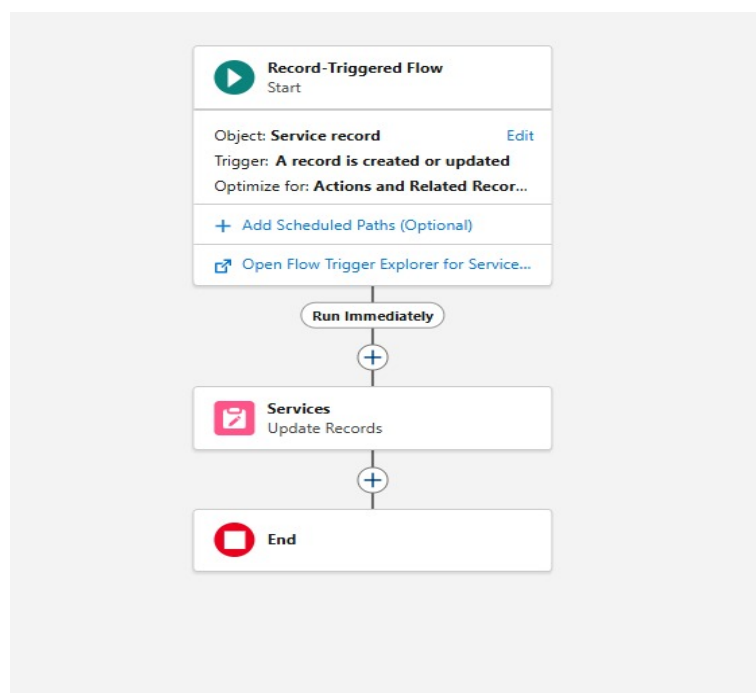 Record-Triggered Flow
Start
Object: Service record Edit
Trigger: A record is created or updated
Optimize for: Actions and Related Recor...
+ Add Scheduled Paths (Optional)
Open Flow Trigger Explorer for Service...
Run Immediately
Services
Update Records
End